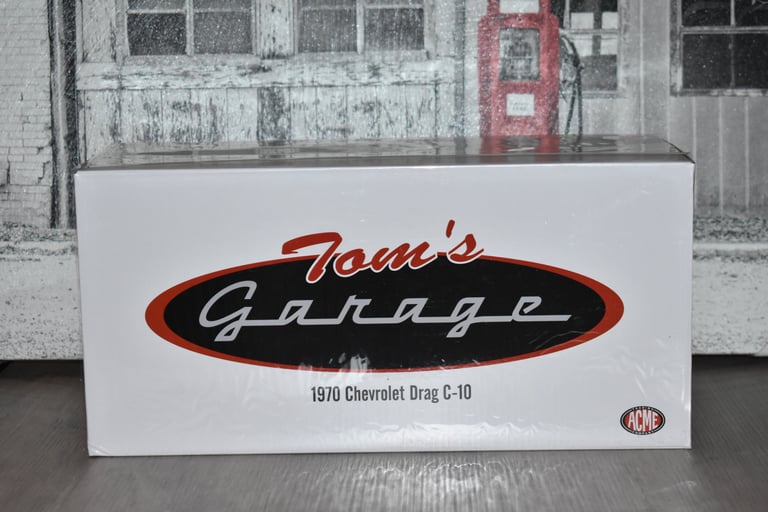 Tom's
Garage
1970 Chevrolet Drag C-10
ACME